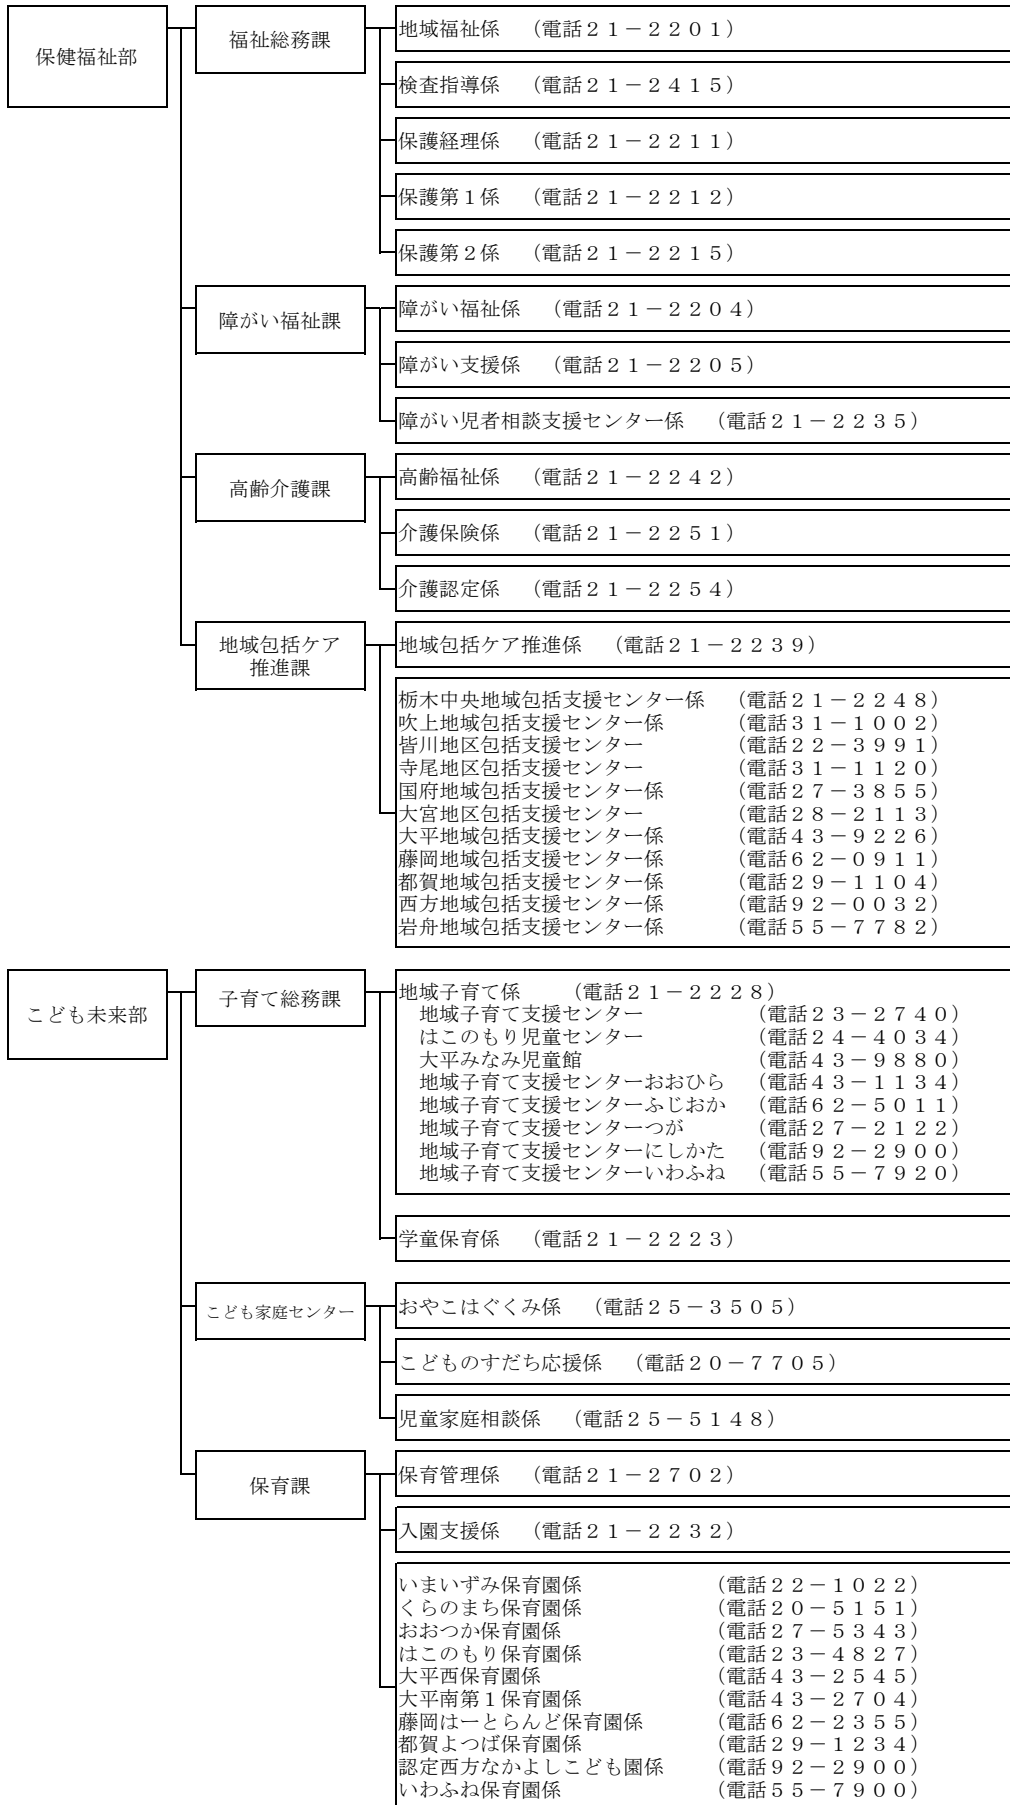 保健福祉部
福祉総務課
地域福祉係　（電話２１－２２０１）
検査指導係　（電話２１－２４１５）
保護経理係　（電話２１－２２１１）
保護第１係　（電話２１－２２１２）
保護第２係　（電話２１－２２１５）
障がい福祉課
障がい福祉係　（電話２１－２２０４）
障がい支援係　（電話２１－２２０５）
障がい児者相談支援センター係　（電話２１－２２３５）
高齢介護課
高齢福祉係　（電話２１－２２４２）
介護保険係　（電話２１－２２５１）
介護認定係　（電話２１－２２５４）
地域包括ケア
推進課
地域包括ケア推進係　（電話２１－２２３９）
栃木中央地域包括支援センター係　（電話２１－２２４８）
吹上地域包括支援センター係　（電話３１－１００２）
皆川地区包括支援センター　（電話２２－３９９１）
寺尾地区包括支援センター　（電話３１－１１２０）
国府地域包括支援センター係　（電話２７－３８５５）
大宮地区包括支援センター　（電話２８－２１１３）
大平地域包括支援センター係　（電話４３－９２２６）
藤岡地域包括支援センター係　（電話６２－０９１１）
都賀地域包括支援センター係　（電話２９－１１０４）
西方地域包括支援センター係　（電話９２－００３２）
岩舟地域包括支援センター係　（電話５５－７７８２）
こども未来部
子育て総務課
地域子育て係　（電話２１－２２２８）
地域子育て支援センター　（電話２３－２７４０）
はこのもり児童センター　（電話２４－４０３４）
大平みなみ児童館　（電話４３－９８８０）
地域子育て支援センターおおひら　（電話４３－１１３４）
地域子育て支援センターふじおか　（電話６２－５０１１）
地域子育て支援センターつが　（電話２７－２１２２）
地域子育て支援センターにしかた　（電話９２－２９００）
地域子育て支援センターいわふね　（電話５５－７９２０）
学童保育係　（電話２１－２２２３）
こども家庭センター
おやこはぐくみ係　（電話２５－３５０５）
こどものすだち応援係　（電話２０－７７０５）
児童家庭相談係　（電話２５－５１４８）
保育課
保育管理係　（電話２１－２７０２）
入園支援係　（電話２１－２２３２）
いまいずみ保育園係　（電話２２－１０２２）
くらのまち保育園係　（電話２０－５１５１）
おおつか保育園係　（電話２７－５３４３）
はこのもり保育園係　（電話２３－４８２７）
大平西保育園係　（電話４３－２５４５）
大平南第１保育園係　（電話４３－２７０４）
藤岡はーとらんど保育園係　（電話６２－２３５５）
都賀よつば保育園係　（電話２９－１２３４）
認定西方なかよしこども園係　（電話９２－２９００）
いわふね保育園係　（電話５５－７９００）